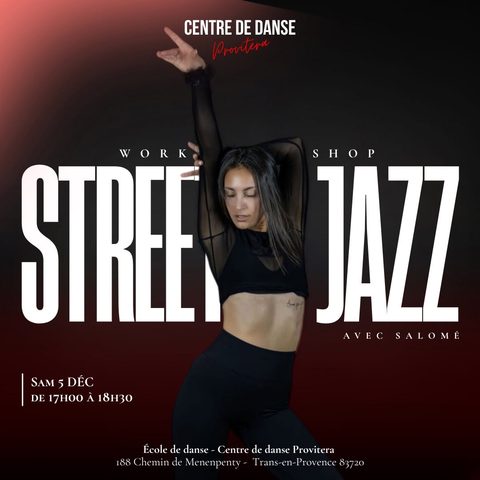 CENTRE DE DANSE
Provitera
WORK SHOP
STREET JAZZ
AVEC SALOMÉ
SAM 5 DÉC
DE 17H00 À 18H30
École de danse - Centre de danse Provitera
188 Chemin de Menenpenty - Trans-en-Provence 83720